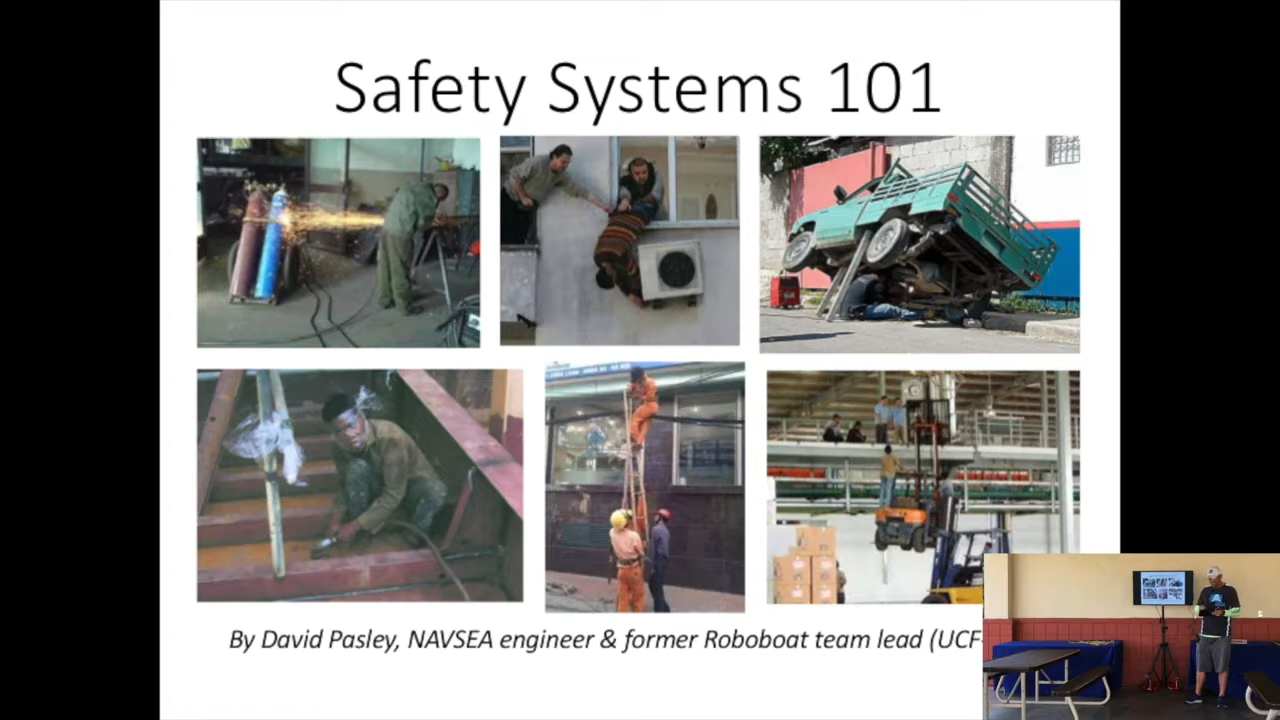 Safety Systems 101
By David Pasley, NAVSEA engineer & former Roboboat team lead (UCF